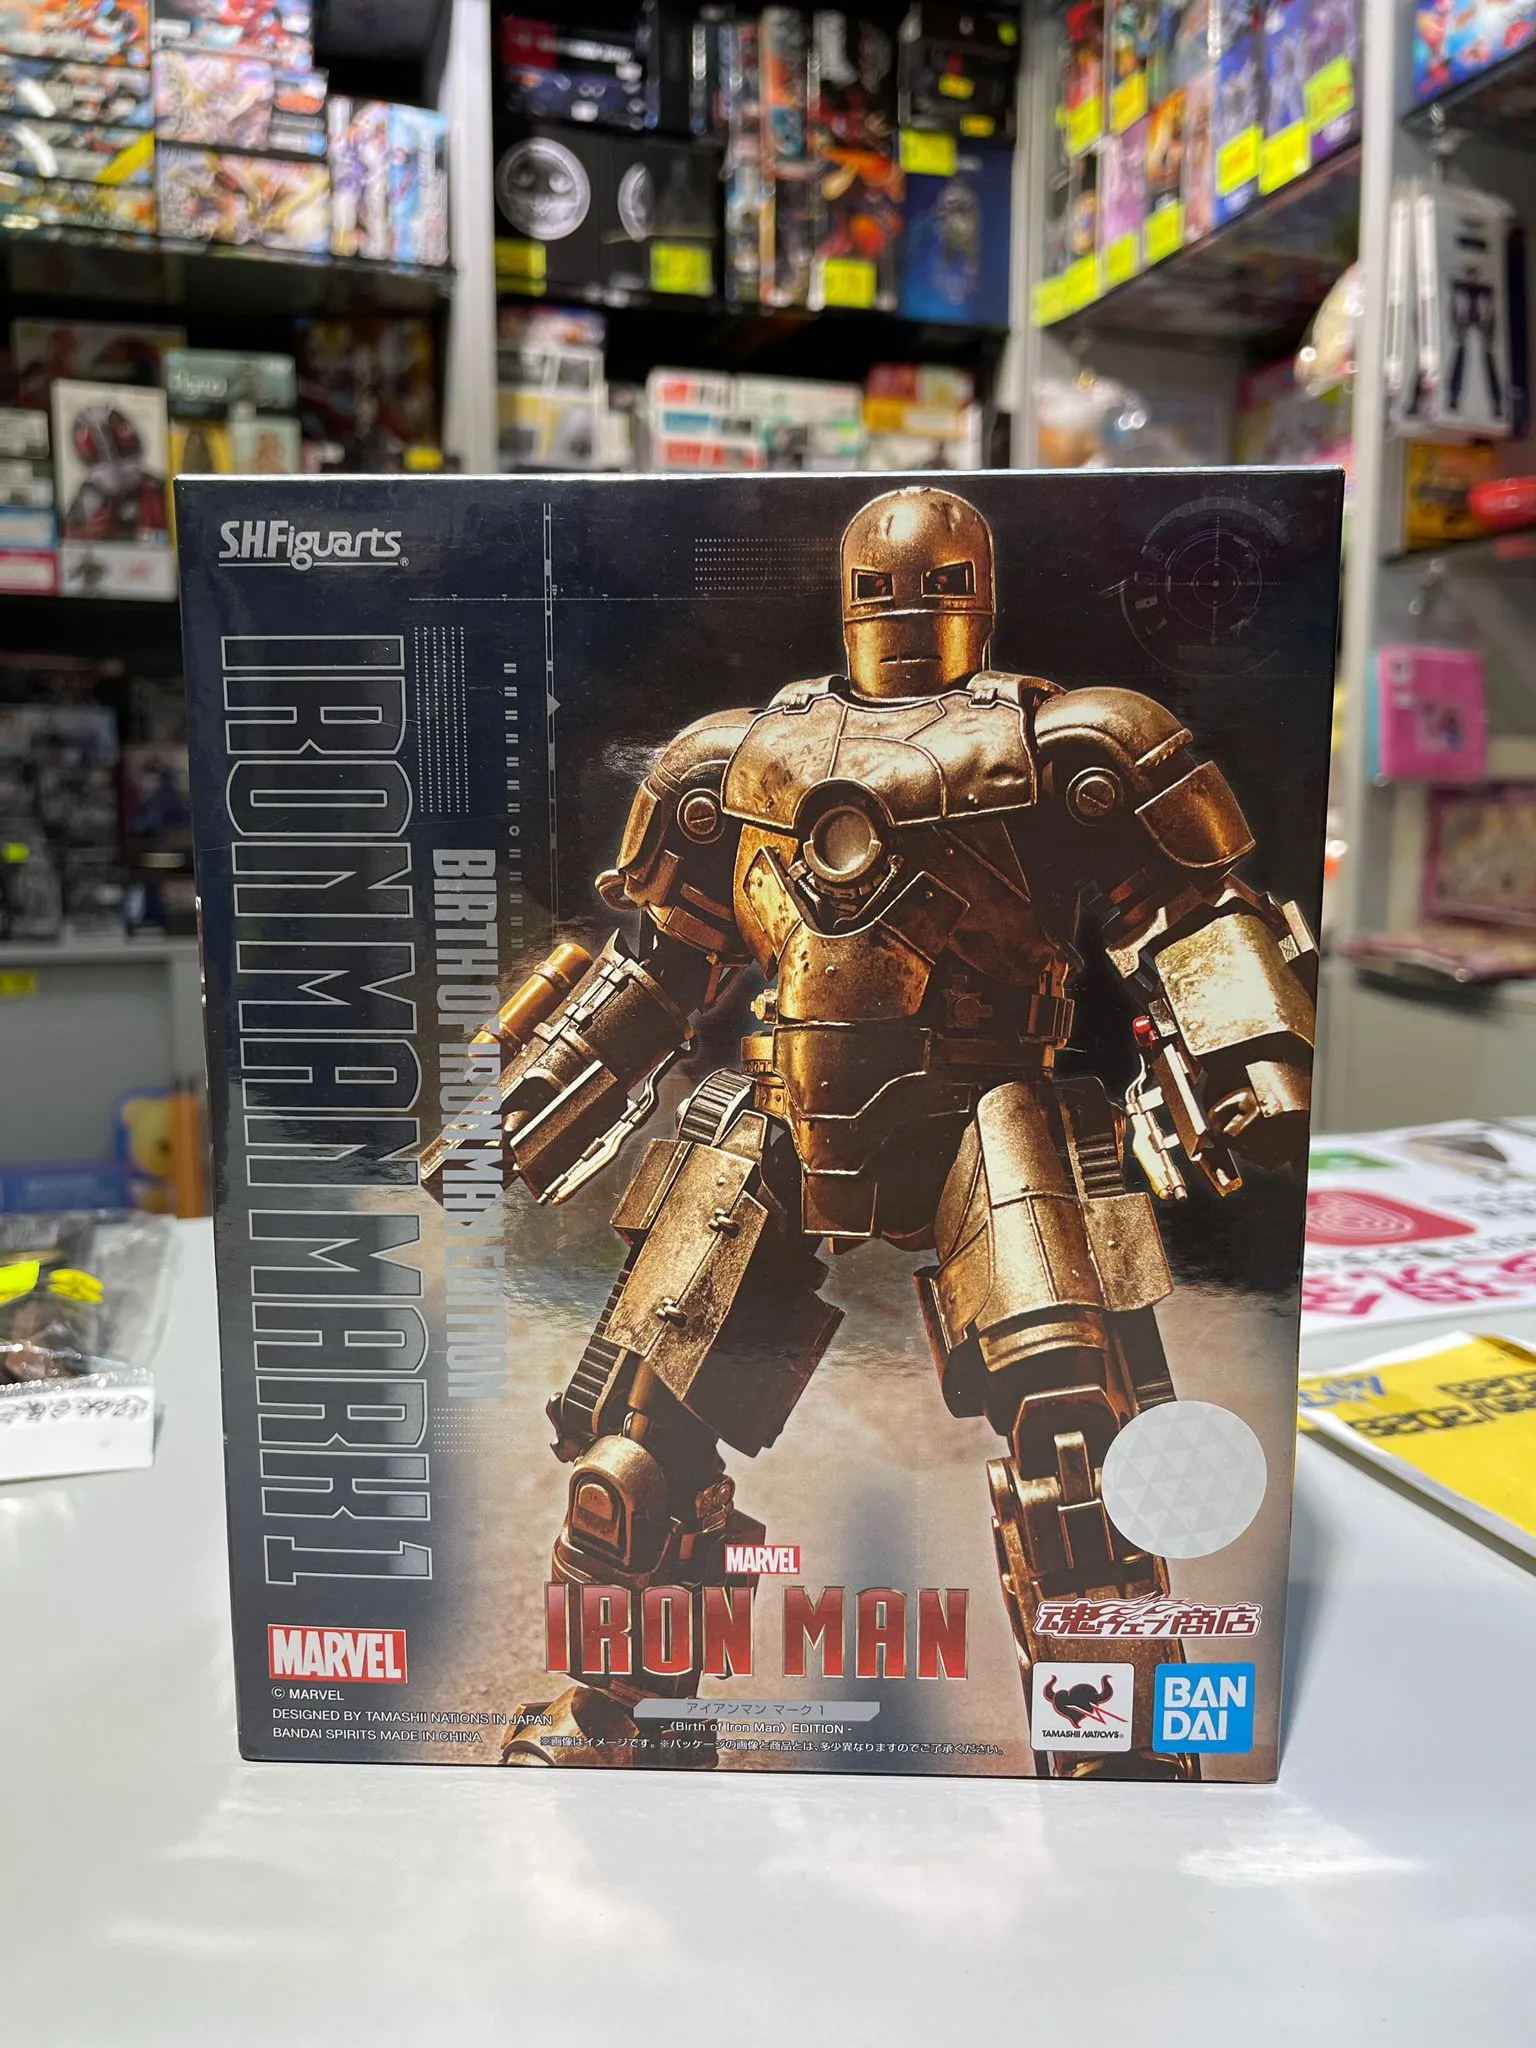 S.H.Figuarts®
IRON MAN MARK 1
BIRTH OF IRON MAN EDITION
MARVEL
IRON MAN
魂ウェブ商店
MARVEL
© MARVEL
DESIGNED BY TAMASHII NATIONS IN JAPAN
BANDAI SPIRITS MADE IN CHINA
アイアンマン マーク1
-《Birth of Iron Man》EDITION-
※画像はイメージです。※パッケージの画像と商品とは、多少異なりますのでご了承ください。
TAMASHII NATIONS®
BAN
DAI